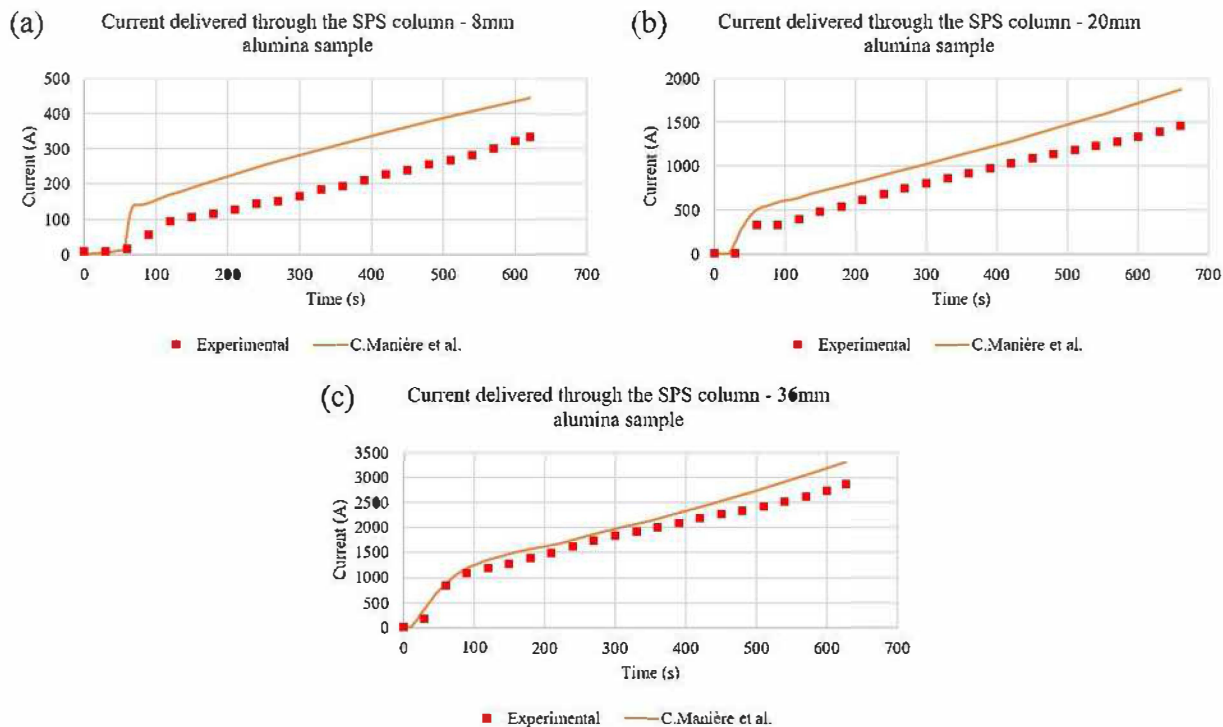 (a)
Current delivered through the SPS column - 8mm
alumina sample
500
400
300
200
100
0
Current (A)
0 100 200 300 400 500 600 700
Time (s)
Experimental C.Manière et al.
(b)
Current delivered through the SPS column - 20mm
alumina sample
2000
1500
1000
500
0
Current (A)
0 100 200 300 400 500 600 700
Time (s)
Experimental C.Manière et al.
(c)
Current delivered through the SPS column - 36mm
alumina sample
3500
3000
2500
2000
1500
1000
500
0
Current (A)
0 100 200 300 400 500 600 700
Time (s)
Experimental C.Manière et al.